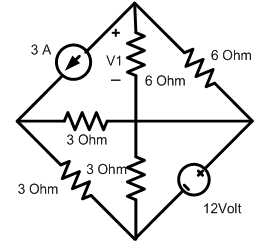 3 A
+
V1
–
6 Ohm
6 Ohm
3 Ohm
3 Ohm
3 Ohm
+
-
12Volt